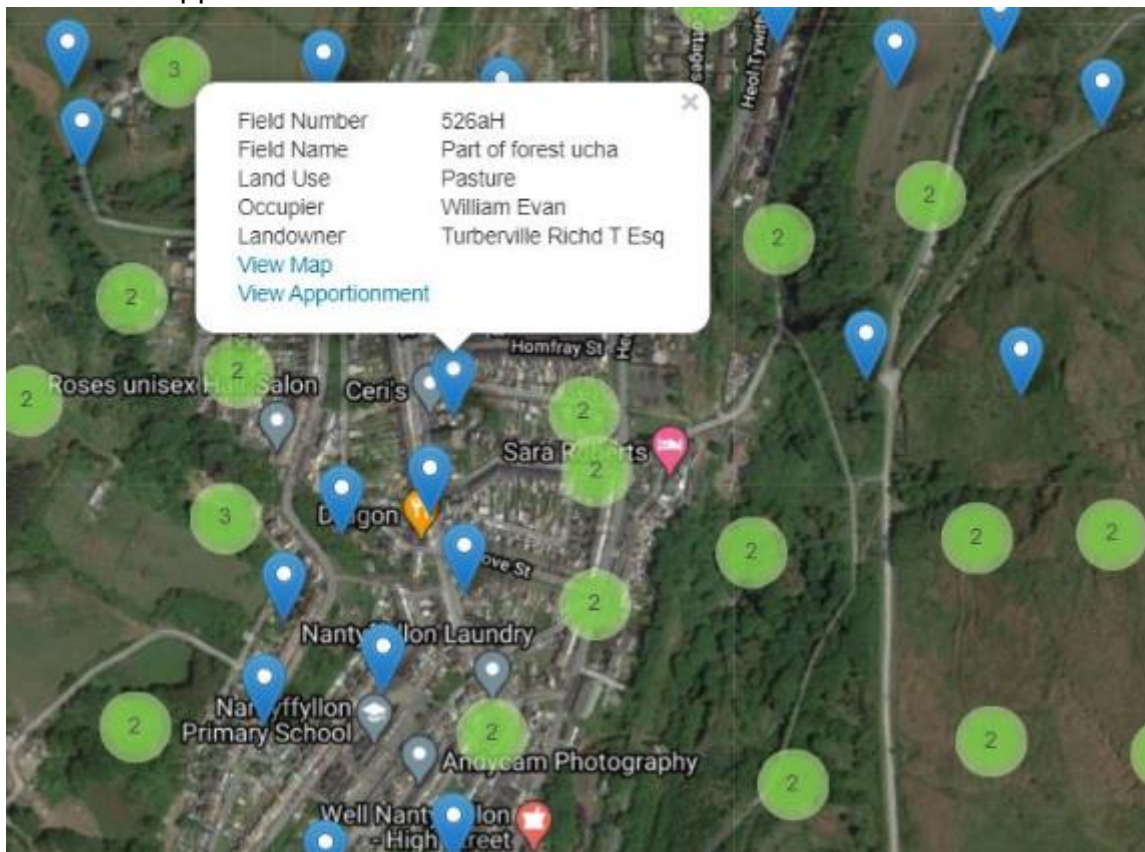 3
Cottages
Heol Tywith
Field Number 526aH
Field Name Part of forest ucha
Land Use Pasture
Occupier William Evan
Landowner Turberville Richd T Esq
View Map
View Apportionment
2
2
2
Homfray St
2
Roses unisex Hair Salon
Ceri's
2
2
Sara Roberts
2
3
2
2
2
2
Nantyffyllon Laundry
Nantyffyllon
Primary School
2
2
2
Andycam Photography
2
Well Nantyffyllon
- High Street